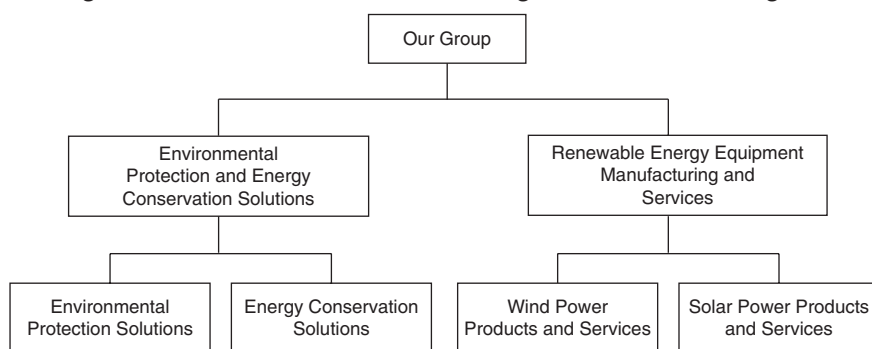 Our Group
Environmental
Protection and Energy
Conservation Solutions
Renewable Energy Equipment
Manufacturing and
Services
Environmental
Protection Solutions
Energy Conservation
Solutions
Wind Power
Products and Services
Solar Power Products
and Services